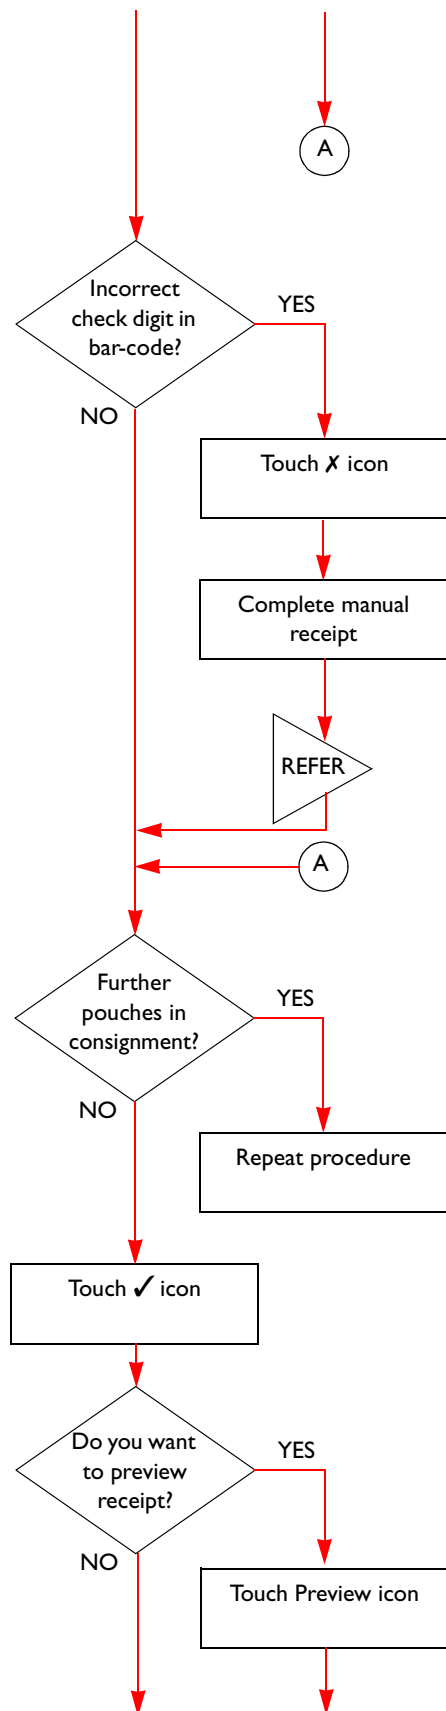 A
Incorrect
check digit in
bar-code?
YES
NO
Touch ✗ icon
Complete manual
receipt
REFER
A
Further
pouches in
consignment?
YES
NO
Repeat procedure
Touch ✓ icon
Do you want
to preview
receipt?
YES
NO
Touch Preview icon